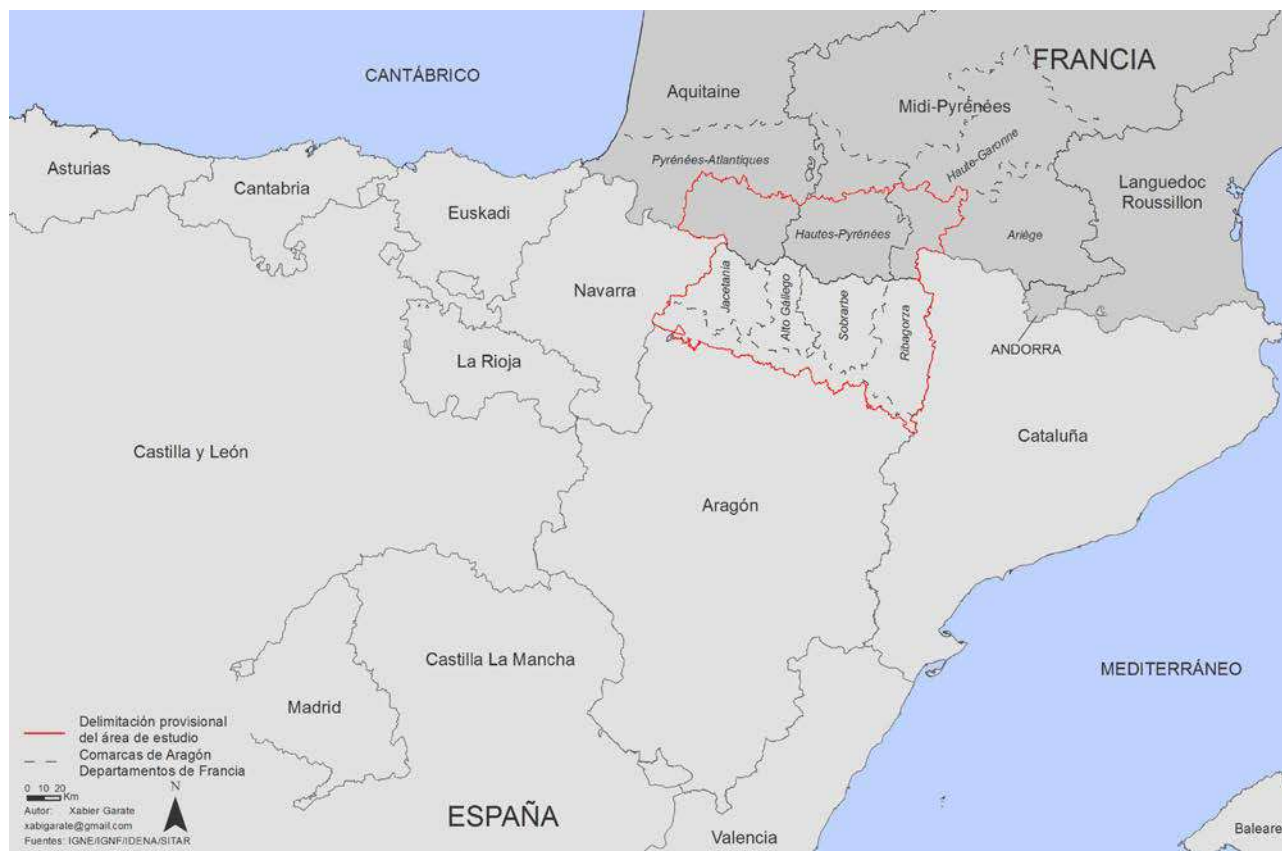 CANTÁBRICO
FRANCIA
Aquitaine
Midi-Pyrénées
Haute-Garonne
Pyrénées-Atlantiques
Asturias
Cantabria
Euskadi
Languedoc
Roussillon
Hautes-Pyrénées
Ariège
Navarra
Jacetania
Alto Gállego
Sobrarbe
Ribagorza
ANDORRA
La Rioja
Cataluña
Castilla y León
Aragón
Castilla La Mancha
MEDITERRÁNEO
Madrid
Delimitación provisional
del área de estudio
Comarcas de Aragón
Departamentos de Francia
N
0 10 20
Km
Autor: Xabier Garate
xabigarate@gmail.com
Fuentes: IGNE/IGNF/IDENA/SITAR
ESPAÑA
Valencia
Baleare